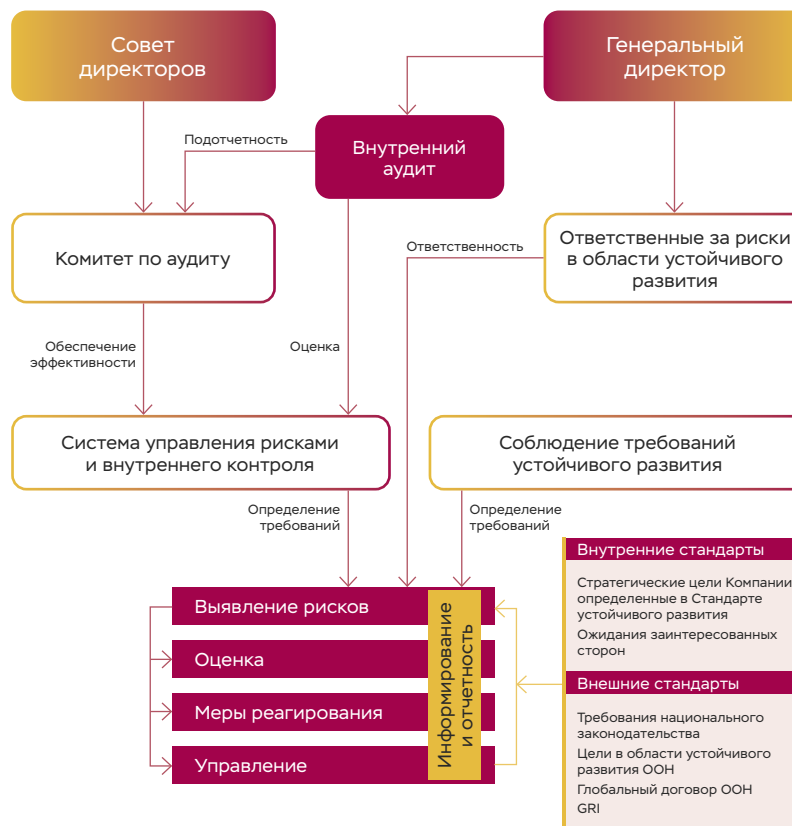 Совет
директоров
Генеральный
директор
Внутренний
аудит
Подотчетность
Комитет по аудиту
Ответственность
Ответственные за риски
в области устойчивого
развития
Обеспечение
эффективности
Оценка
Система управления рисками
и внутреннего контроля
Соблюдение требований
устойчивого развития
Определение
требований
Определение
требований
Выявление рисков
Оценка
Меры реагирования
Управление
Информирование
и отчетность
Внутренние стандарты
Стратегические цели Компании
определенные в Стандарте
устойчивого развития
Ожидания заинтересованных
сторон
Внешние стандарты
Требования национального
законодательства
Цели в области устойчивого
развития ООН
Глобальный договор ООН
GRI